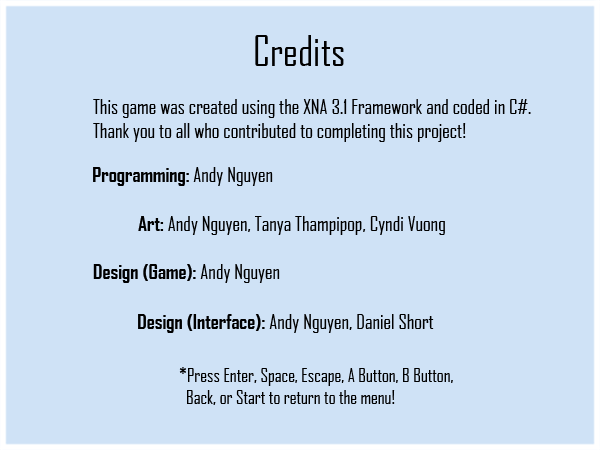 Credits
This game was created using the XNA 3.1 Framework and coded in C#.
Thank you to all who contributed to completing this project!
Programming: Andy Nguyen
Art: Andy Nguyen, Tanya Thampipop, Cyndi Vuong
Design (Game): Andy Nguyen
Design (Interface): Andy Nguyen, Daniel Short
*Press Enter, Space, Escape, A Button, B Button,
Back, or Start to return to the menu!